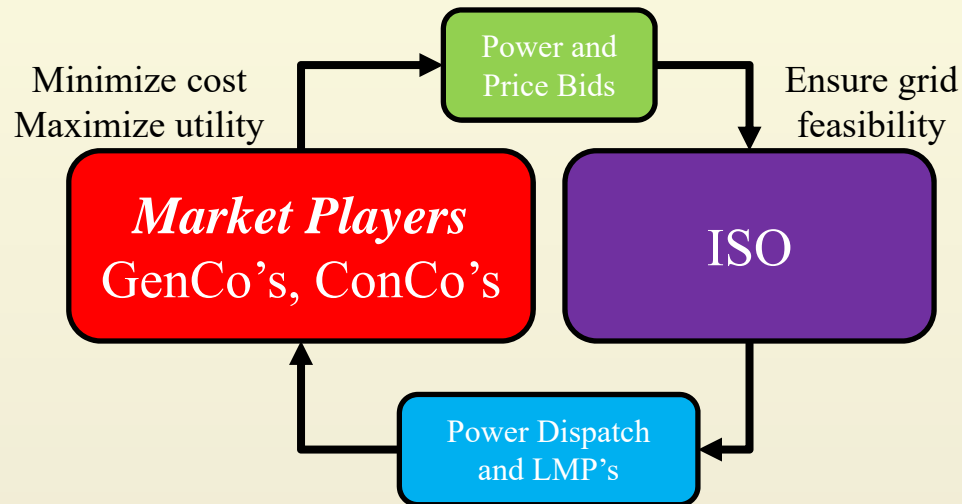 Power and
Price Bids
Minimize cost
Maximize utility
Ensure grid
feasibility
Market Players
GenCo’s, ConCo’s
ISO
Power Dispatch
and LMP’s